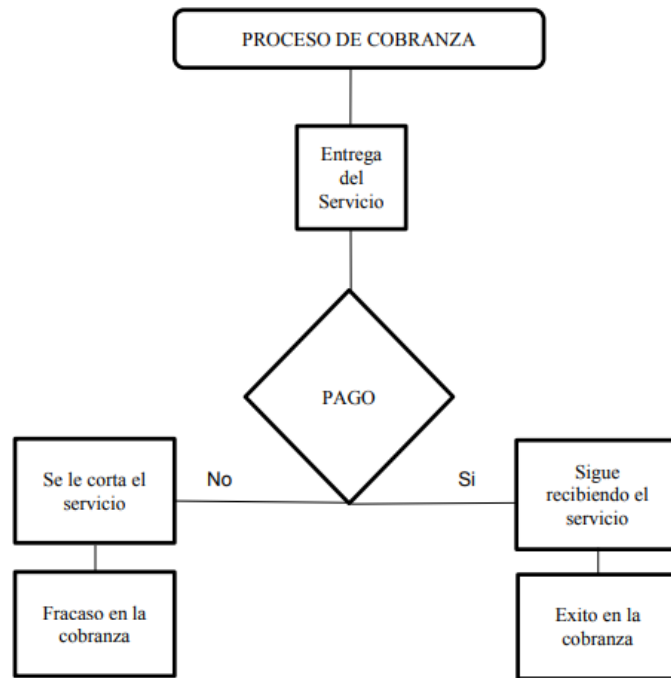 PROCESO DE COBRANZA
Entrega
del
Servicio
PAGO
No
Si
Se le corta el
servicio
Sigue
recibiendo el
servicio
Fracaso en la
cobranza
Exito en la
cobranza